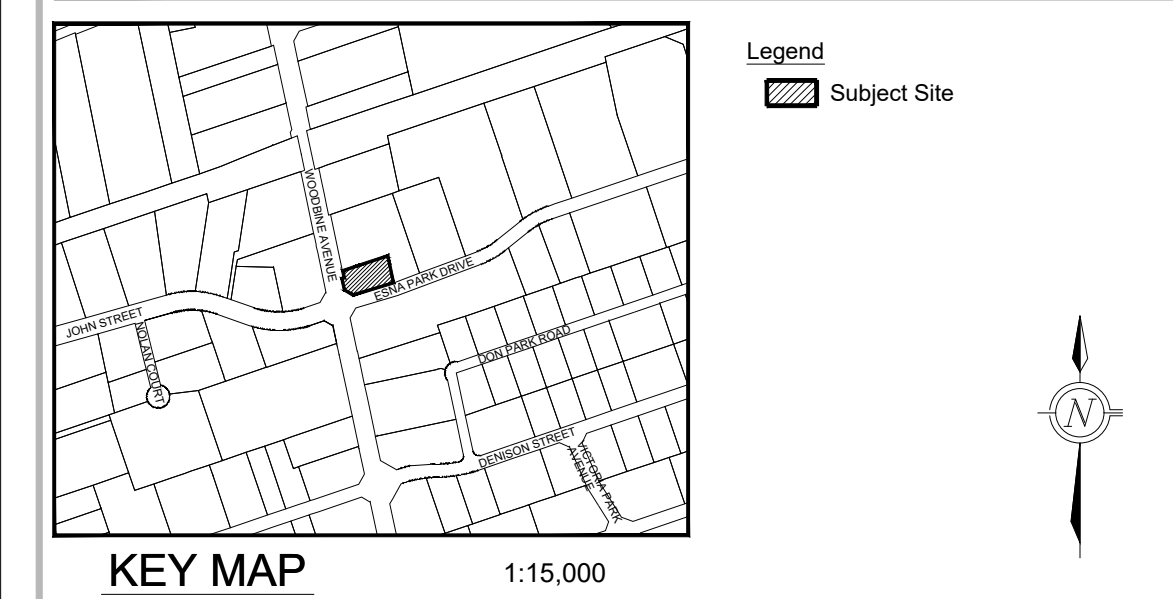 Legend
Subject Site
WOODBINE AVENUE
ESNA PARK DRIVE
JOHN STREET
NOLAN COURT
DON PARK ROAD
DENISON STREET
VICTORIA PARK
AVENUE
N
KEY MAP
1:15,000